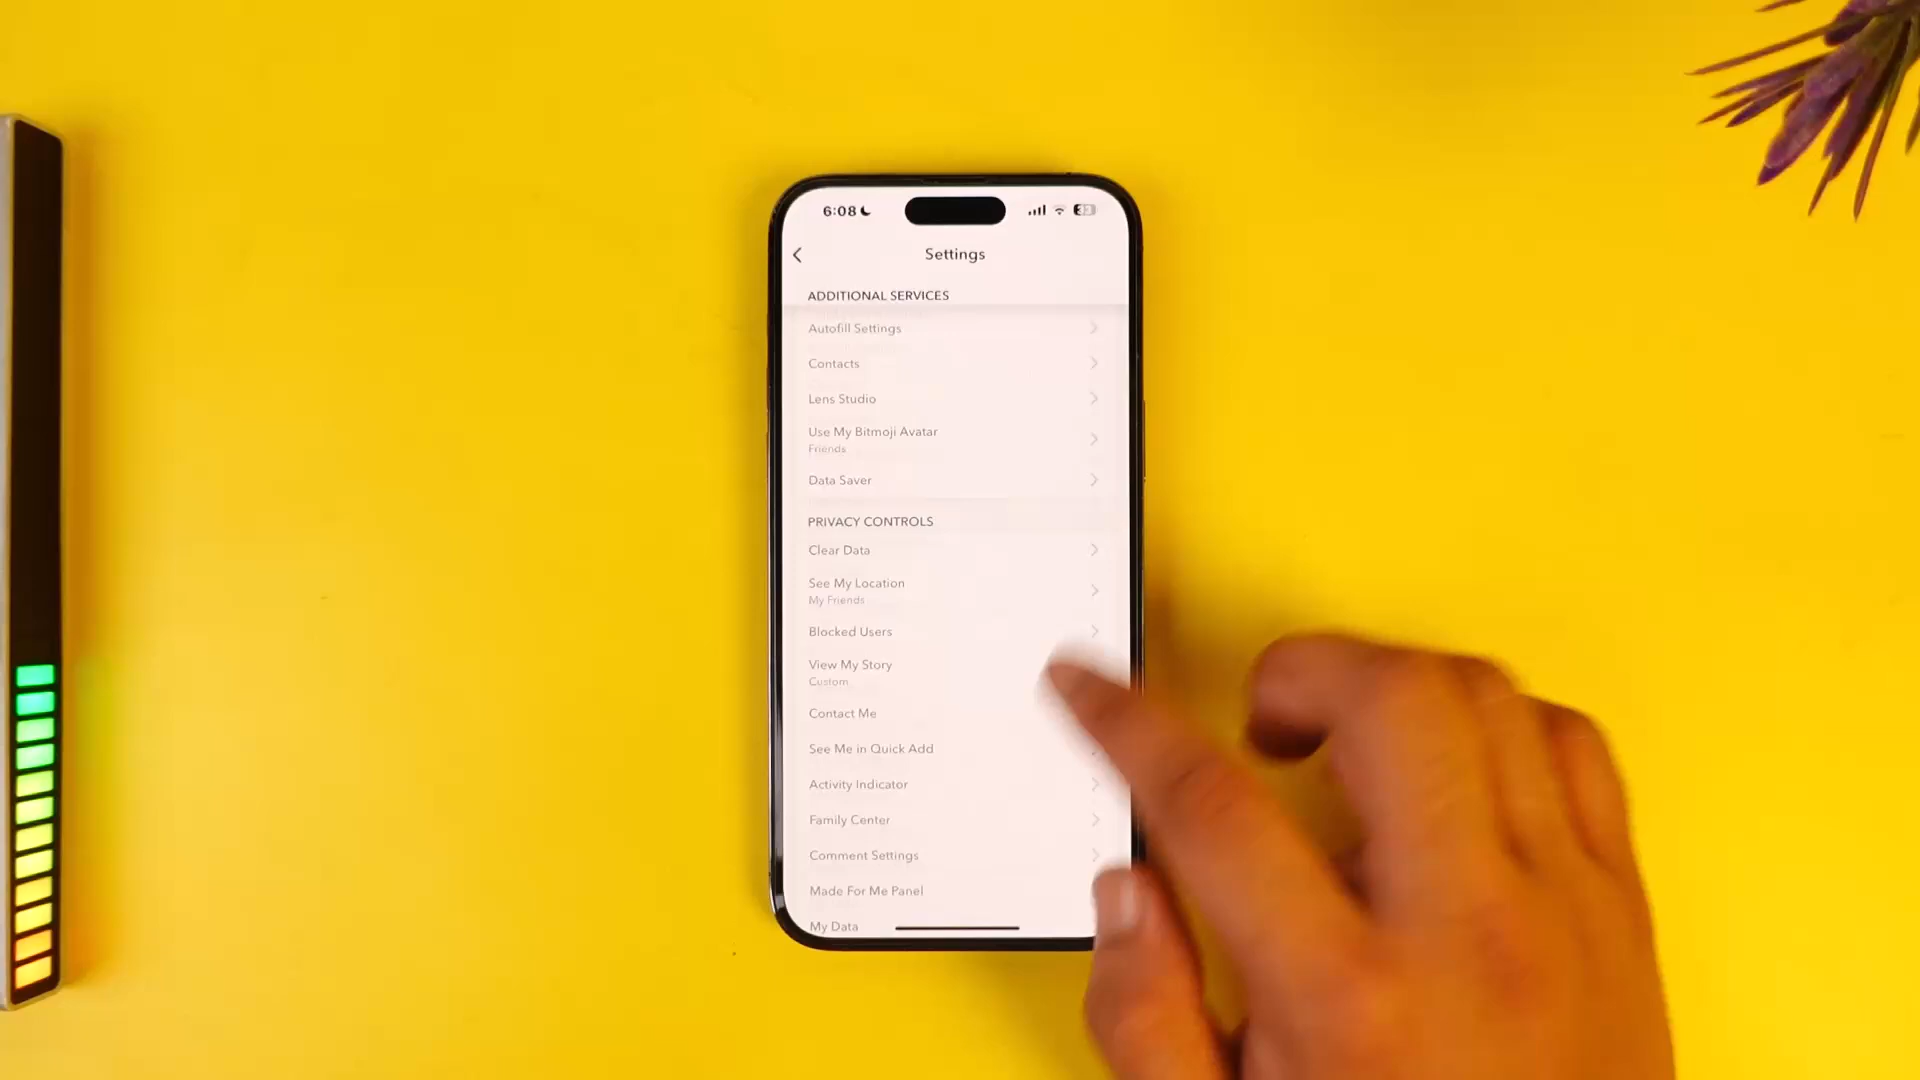 6:08
33
Settings
ADDITIONAL SERVICES
Autofill Settings
Contacts
Lens Studio
Use My Bitmoji Avatar
Friends
Data Saver
PRIVACY CONTROLS
Clear Data
See My Location
My Friends
Blocked Users
View My Story
Custom
Contact Me
See Me in Quick Add
Activity Indicator
Family Center
Comment Settings
Made For Me Panel
My Data